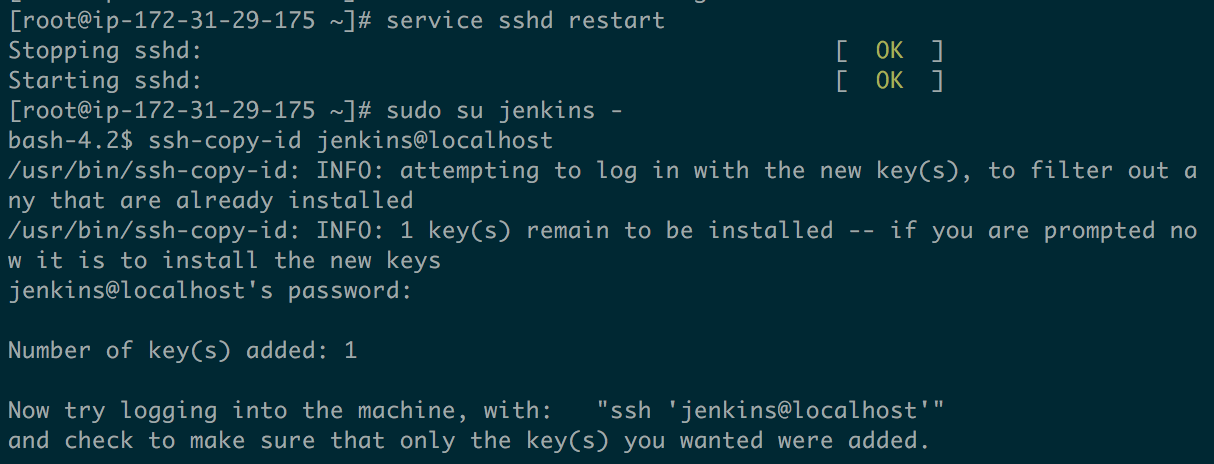 [root@ip-172-31-29-175 ~]# service sshd restart
Stopping sshd: [ OK ]
Starting sshd: [ OK ]
[root@ip-172-31-29-175 ~]# sudo su jenkins -
bash-4.2$ ssh-copy-id jenkins@localhost
/usr/bin/ssh-copy-id: INFO: attempting to log in with the new key(s), to filter out a
ny that are already installed
/usr/bin/ssh-copy-id: INFO: 1 key(s) remain to be installed -- if you are prompted no
w it is to install the new keys
jenkins@localhost's password:
Number of key(s) added: 1
Now try logging into the machine, with: "ssh 'jenkins@localhost'"
and check to make sure that only the key(s) you wanted were added.